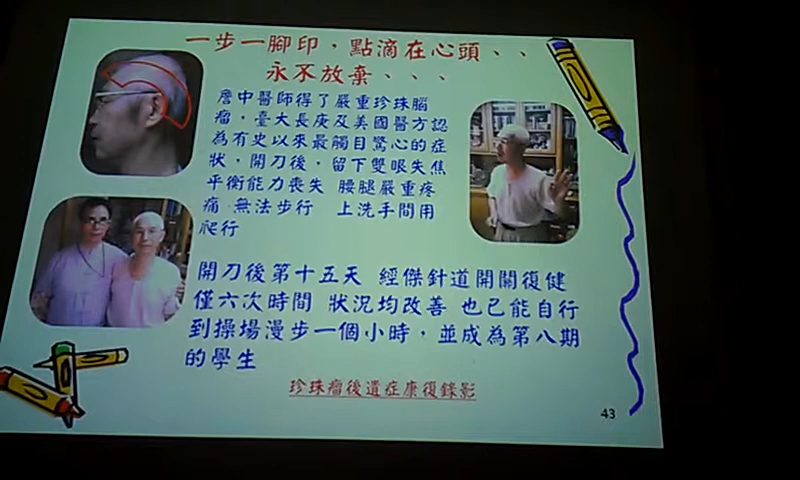 一步一腳印，點滴在心頭、、
永不放棄、、、
詹中醫師得了嚴重珍珠腦
瘤，臺大長庚及美國醫方認
為有史以來最觸目驚心的症
狀，開刀後，留下雙眼失焦
平衡能力喪失 腰腿嚴重疼
痛 無法步行 上洗手間用
爬行
開刀後第十五天 經傑針道開關復健
僅六次時間 狀況均改善 也已能自行
到操場漫步一個小時，並成為第八期
的學生
珍珠瘤後遺症康復錄影
43